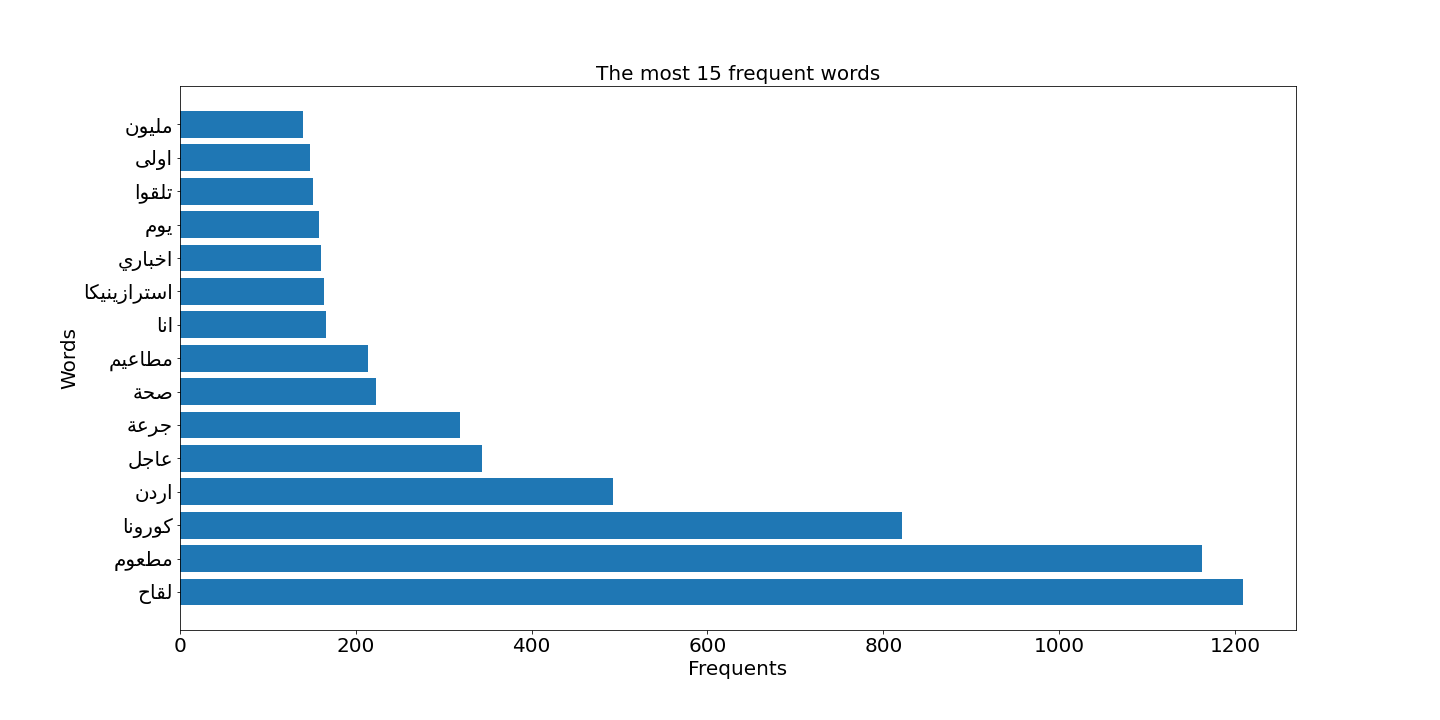 The most 15 frequent words
مليون
اولى
تلقوا
يوم
اخباري
استرازينيكا
انا
مطاعيم
صحة
جرعة
عاجل
اردن
كورونا
مطعوم
لقاح
Words
0 200 400 600 800 1000 1200
Frequents